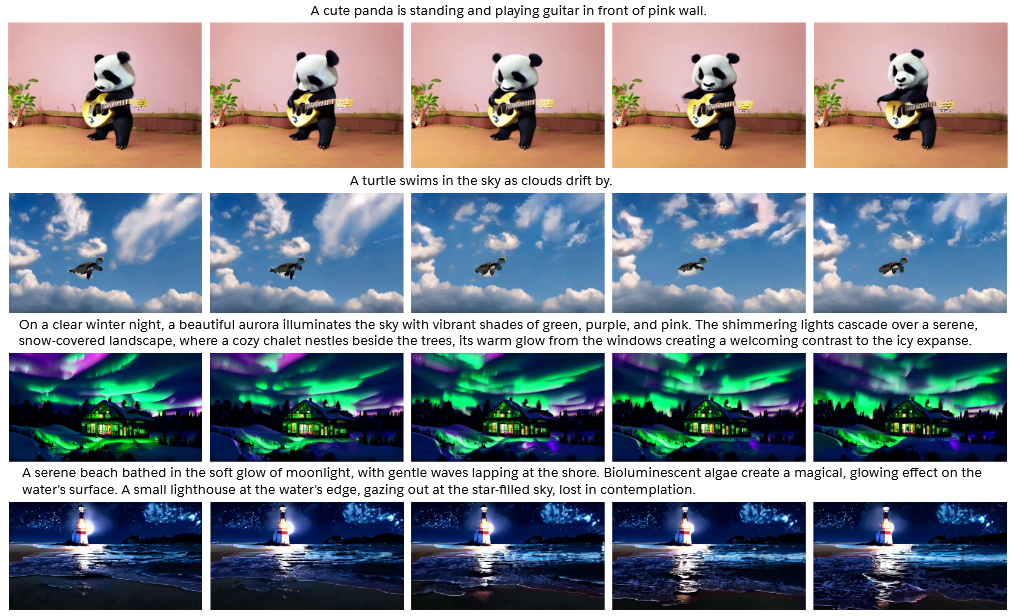 A cute panda is standing and playing guitar in front of pink wall.
A turtle swims in the sky as clouds drift by.
On a clear winter night, a beautiful aurora illuminates the sky with vibrant shades of green, purple, and pink. The shimmering lights cascade over a serene,
snow-covered landscape, where a cozy chalet nestles beside the trees, its warm glow from the windows creating a welcoming contrast to the icy expanse.
A serene beach bathed in the soft glow of moonlight, with gentle waves lapping at the shore. Bioluminescent algae create a magical, glowing effect on the
water's surface. A small lighthouse at the water's edge, gazing out at the star-filled sky, lost in contemplation.